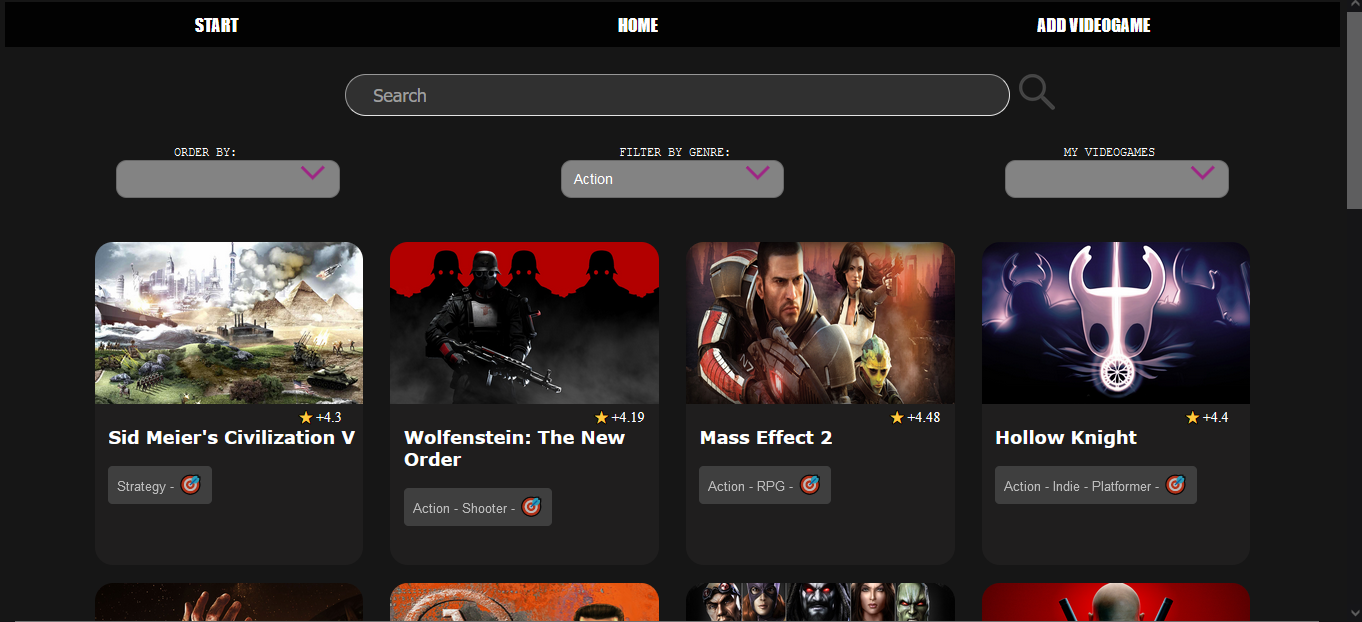 START HOME ADD VIDEOGAME
Search
ORDER BY: FILTER BY GENRE: MY VIDEOGAMES
Action
+4.3 +4.19 +4.48 +4.4
Sid Meier's Civilization V
Wolfenstein: The New
Order
Mass Effect 2
Hollow Knight
Strategy -
Action - Shooter -
Action - RPG -
Action - Indie - Platformer -
N7